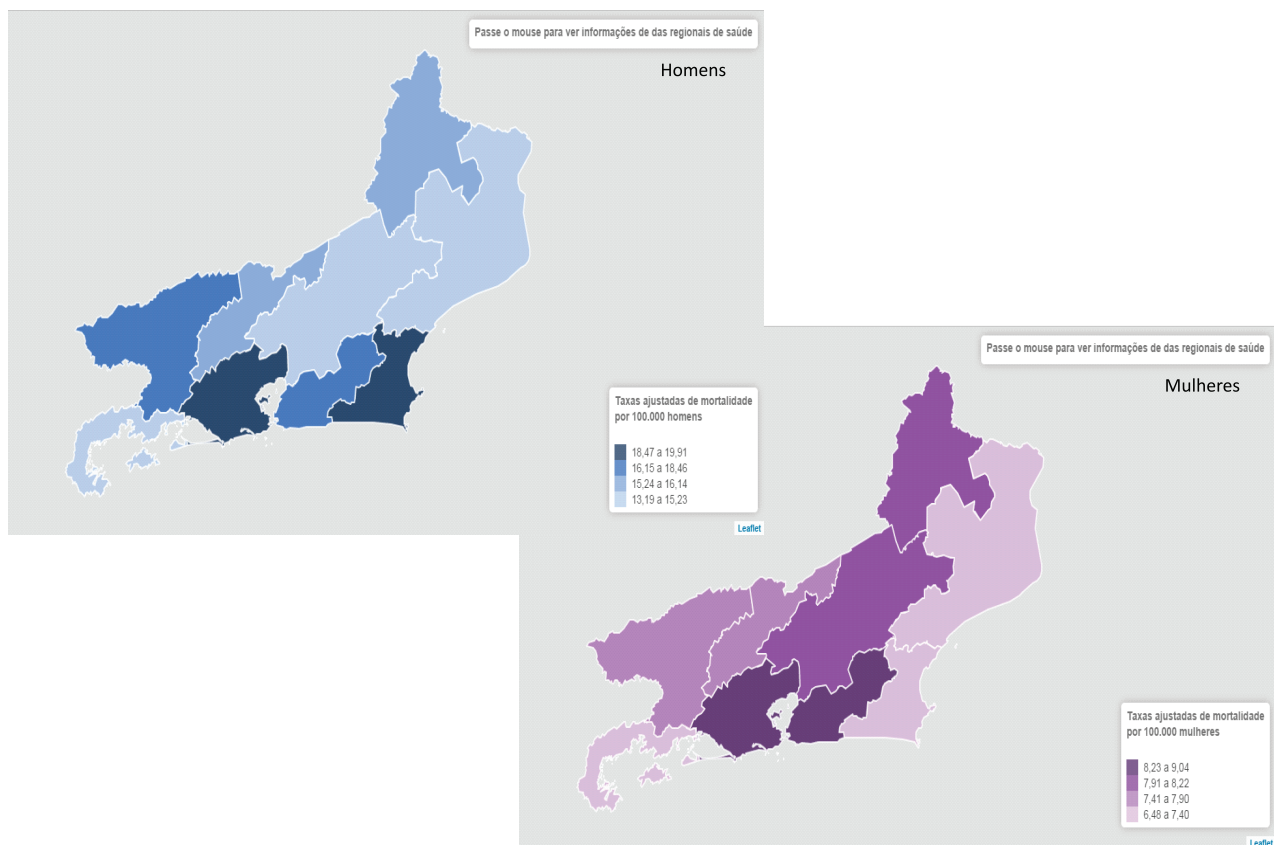 Passe o mouse para ver informações de das regionais de saúde
Homens
Taxas ajustadas de mortalidade
por 100.000 homens
18,47 a 19,91
16,15 a 18,46
15,24 a 16,14
13,19 a 15,23
Leaflet
Passe o mouse para ver informações de das regionais de saúde
Mulheres
Taxas ajustadas de mortalidade
por 100.000 mulheres
8,23 a 9,04
7,91 a 8,22
7,41 a 7,90
6,48 a 7,40
Leaflet